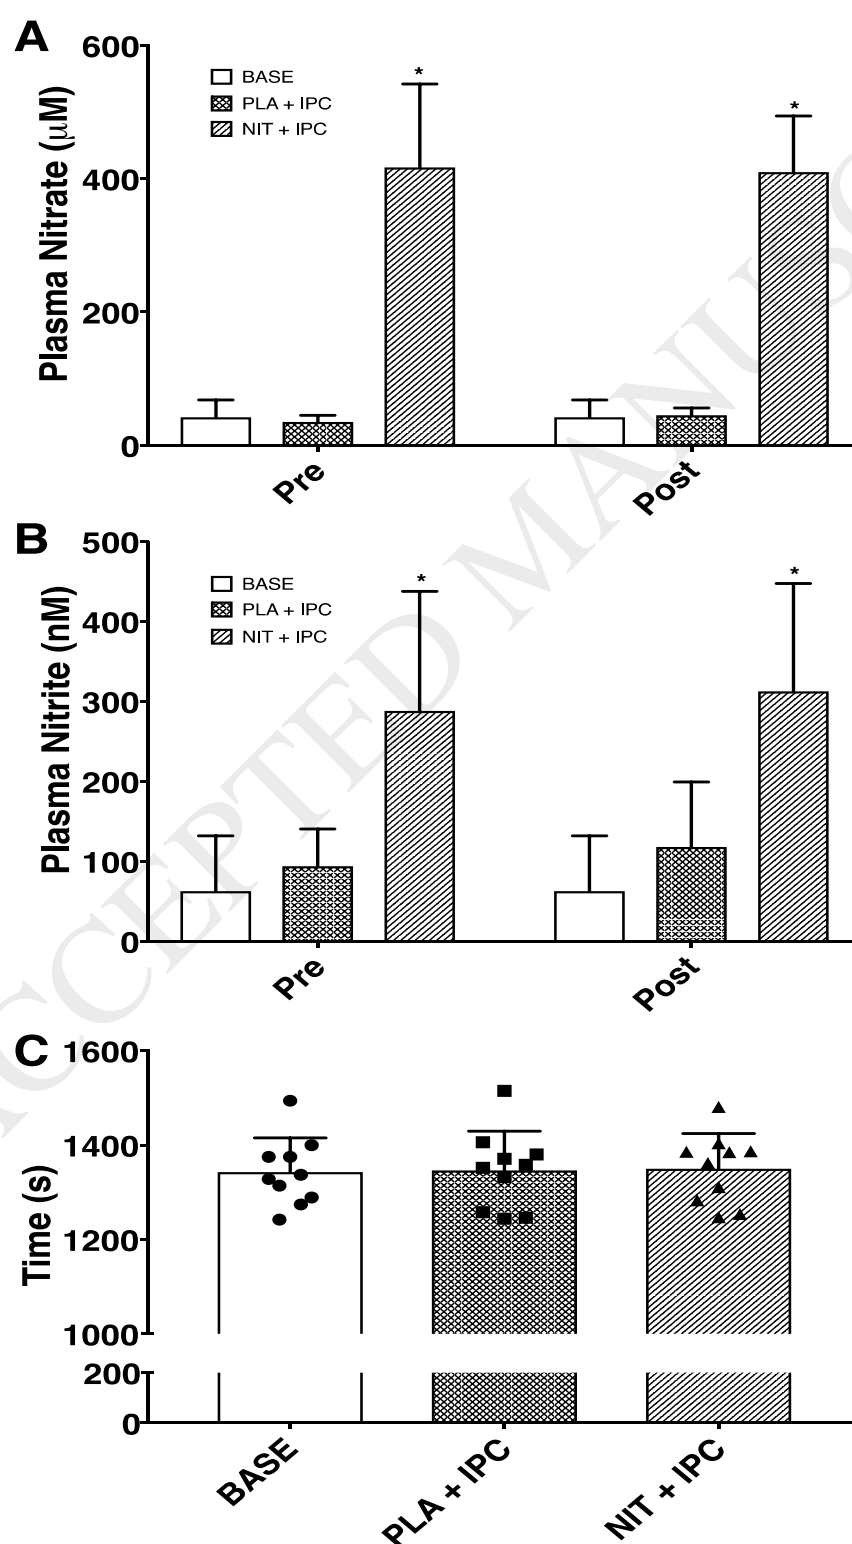 A
600
400
200
0
Plasma Nitrate (μM)
BASE
PLA + IPC
NIT + IPC
*
*
Pre
Post
B
500
400
300
200
100
0
Plasma Nitrite (nM)
BASE
PLA + IPC
NIT + IPC
*
*
Pre
Post
C
1600
1400
1200
1000
200
0
Time (s)
BASE
PLA + IPC
NIT + IPC